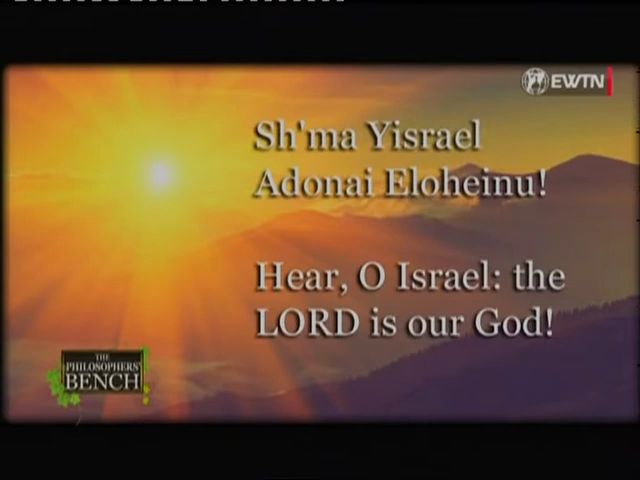 EWTN
Sh'ma Yisrael
Adonai Eloheinu!
Hear, O Israel: the
LORD is our God!
THE
PHILOSOPHERS'
BENCH